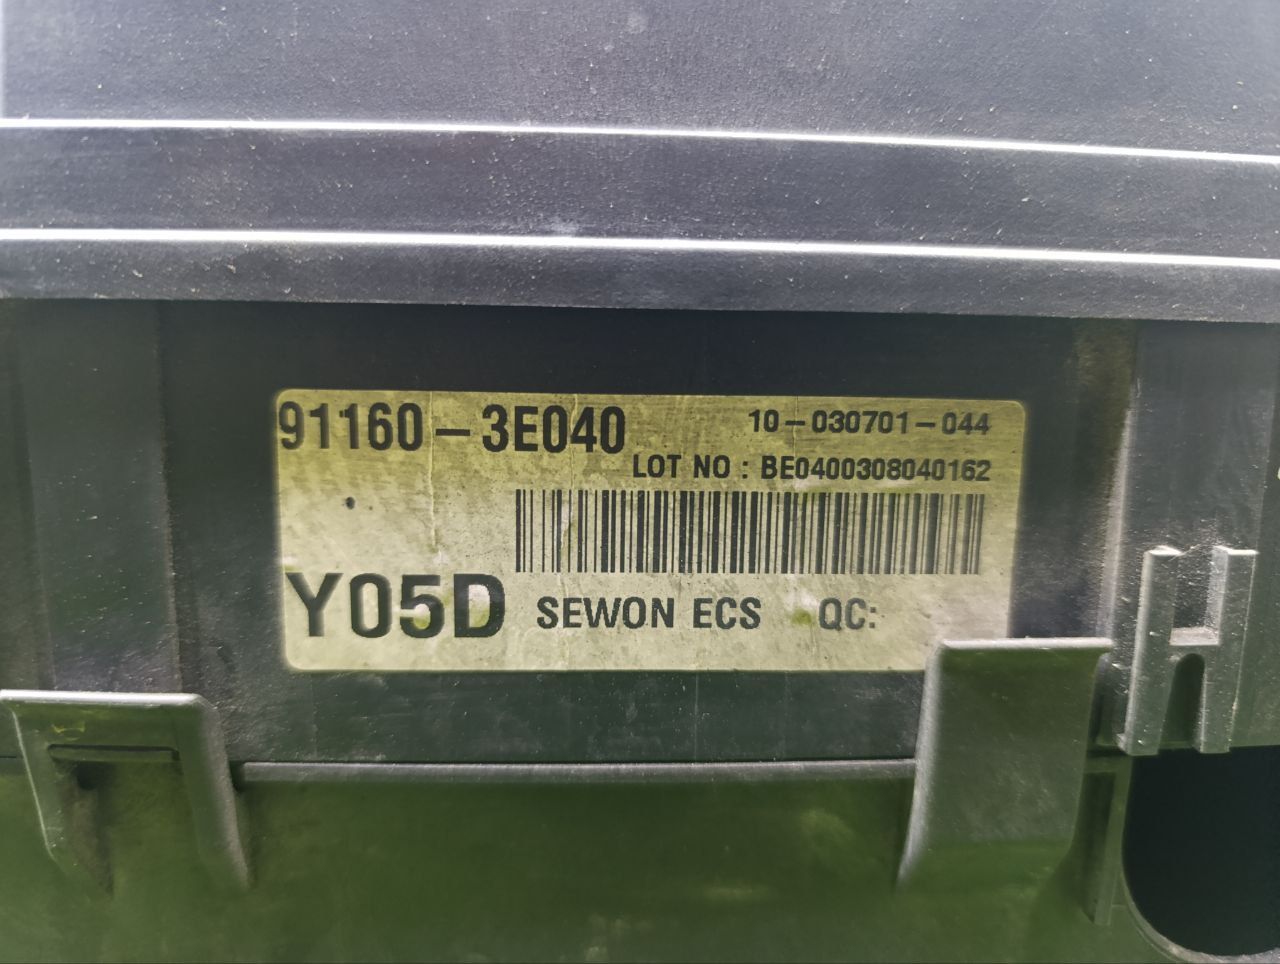 91160-3E040 10-030701-044
LOT NO : BE0400308040162
Y05D SEWON ECS QC: